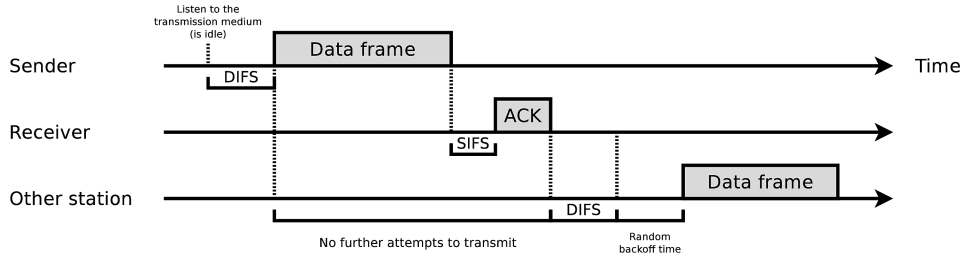 Listen to the
transmission medium
(is idle)
Data frame
Sender
DIFS
Time
ACK
Receiver
SIFS
Data frame
Other station
DIFS
No further attempts to transmit
Random
backoff time